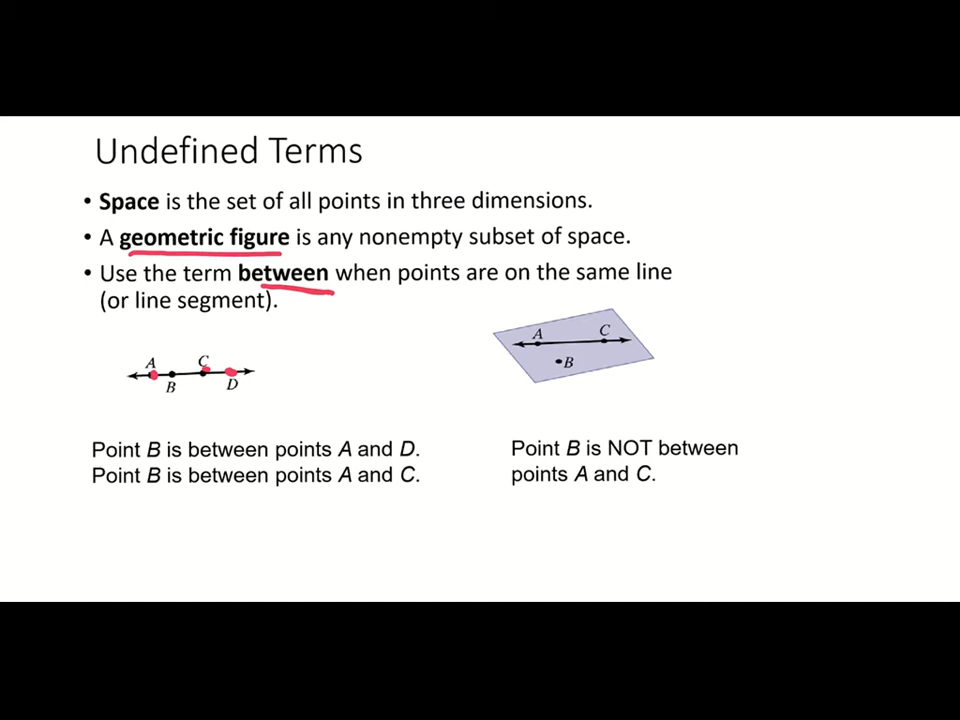 Undefined Terms
• Space is the set of all points in three dimensions.
• A geometric figure is any nonempty subset of space.
• Use the term between when points are on the same line
(or line segment).
A C
B D
A C
B
Point B is between points A and D.
Point B is between points A and C.
Point B is NOT between
points A and C.